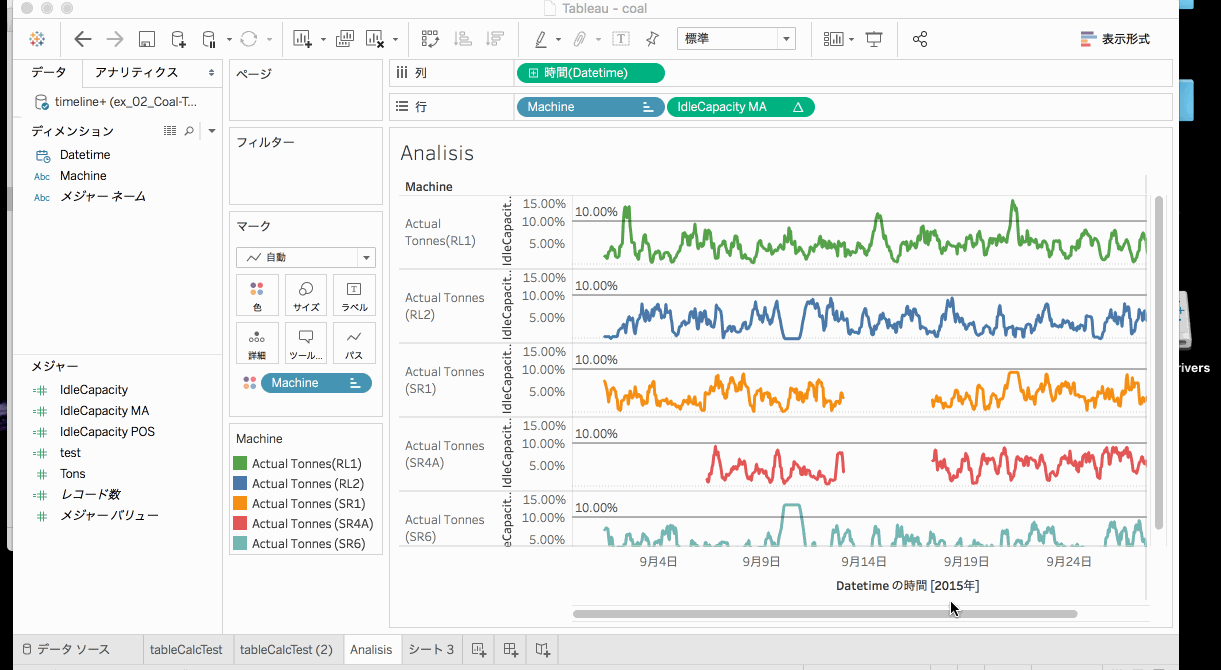 Tableau - coal
標準
表示形式
データ
アナリティクス
timeline+ (ex_02_Coal-T...
ディメンション
Datetime
Abc Machine
Abc メジャー ネーム
メジャー
IdleCapacity
IdleCapacity MA
IdleCapacity POS
test
Tons
レコード数
メジャー バリュー
ページ
フィルター
マーク
自動
色
サイズ
ラベル
詳細
ツール...
パス
Machine
Machine
Actual Tonnes(RL1)
Actual Tonnes (RL2)
Actual Tonnes (SR1)
Actual Tonnes (SR4A)
Actual Tonnes (SR6)
列
時間(Datetime)
行
Machine
IdleCapacity MA
Analisis
Machine
Actual
Tonnes(RL1)
IdleCapacit..
15.00%
10.00%
5.00%
10.00%
Actual Tonnes
(RL2)
IdleCapacit..
15.00%
10.00%
5.00%
10.00%
Actual Tonnes
(SR1)
IdleCapacit..
15.00%
10.00%
5.00%
10.00%
Actual Tonnes
(SR4A)
IdleCapacit..
15.00%
10.00%
5.00%
10.00%
Actual Tonnes
(SR6)
eCapacit..
15.00%
10.00%
5.00%
10.00%
9月4日
9月9日
9月14日
9月19日
9月24日
Datetime の時間 [2015年]
データ ソース
tableCalcTest
tableCalcTest (2)
Analisis
シート 3
rivers